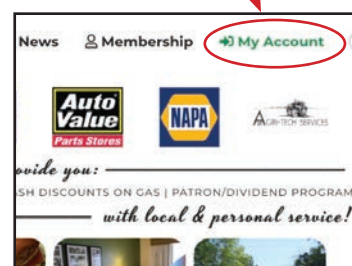 News Membership My Account
Auto Value Parts Stores
NAPA
AGRI-TECH SERVICES
ovide you:
SH DISCOUNTS ON GAS | PATRON/DIVIDEND PROGRAM
with local & personal service!